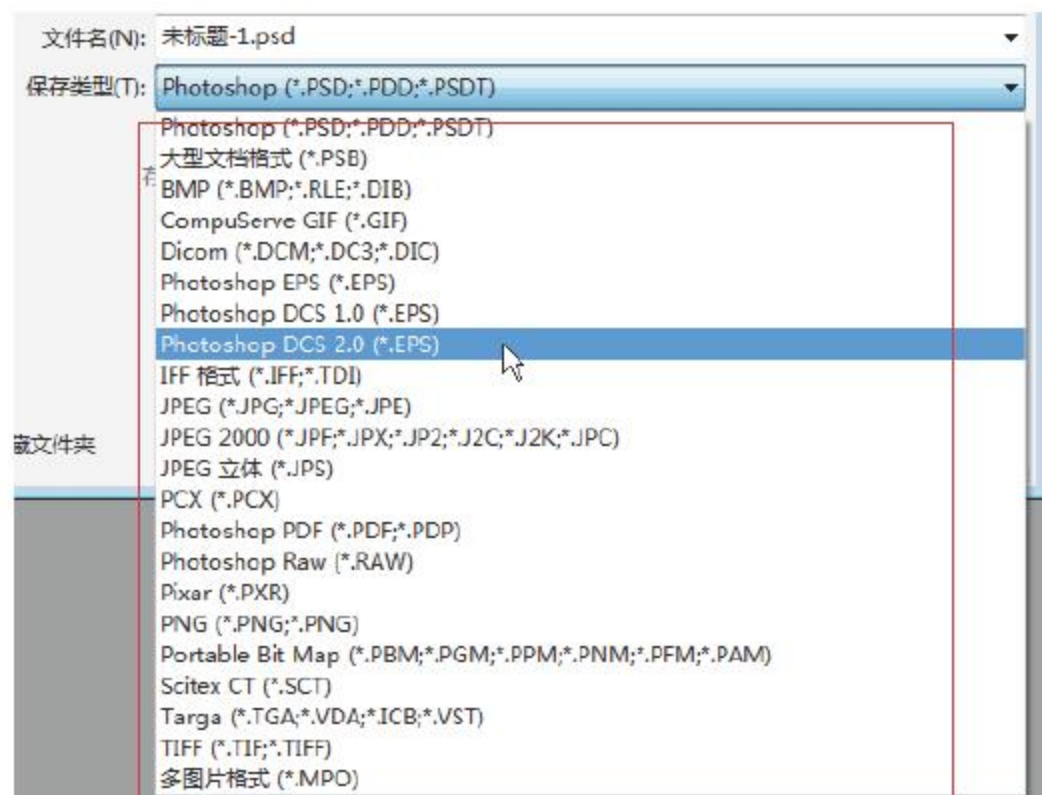 文件名(N): 未标题-1.psd
保存类型(T): Photoshop (*.PSD;*.PDD;*.PSDT)
Photoshop (*.PSD;*.PDD;*.PSDT)
大型文档格式 (*.PSB)
存
BMP (*.BMP;*.RLE;*.DIB)
CompuServe GIF (*.GIF)
Dicom (*.DCM;*.DC3;*.DIC)
Photoshop EPS (*.EPS)
Photoshop DCS 1.0 (*.EPS)
Photoshop DCS 2.0 (*.EPS)
IFF 格式 (*.IFF;*.TDI)
JPEG (*.JPG;*.JPEG;*.JPE)
JPEG 2000 (*.JPF;*.JPX;*.JP2;*.J2C;*.J2K;*.JPC)
藏文件夹
JPEG 立体 (*.JPS)
PCX (*.PCX)
Photoshop PDF (*.PDF;*.PDP)
Photoshop Raw (*.RAW)
Pixar (*.PXR)
PNG (*.PNG;*.PNG)
Portable Bit Map (*.PBM;*.PGM;*.PPM;*.PNM;*.PFM;*.PAM)
Scitex CT (*.SCT)
Targa (*.TGA;*.VDA;*.ICB;*.VST)
TIFF (*.TIF;*.TIFF)
多图片格式 (*.MPO)